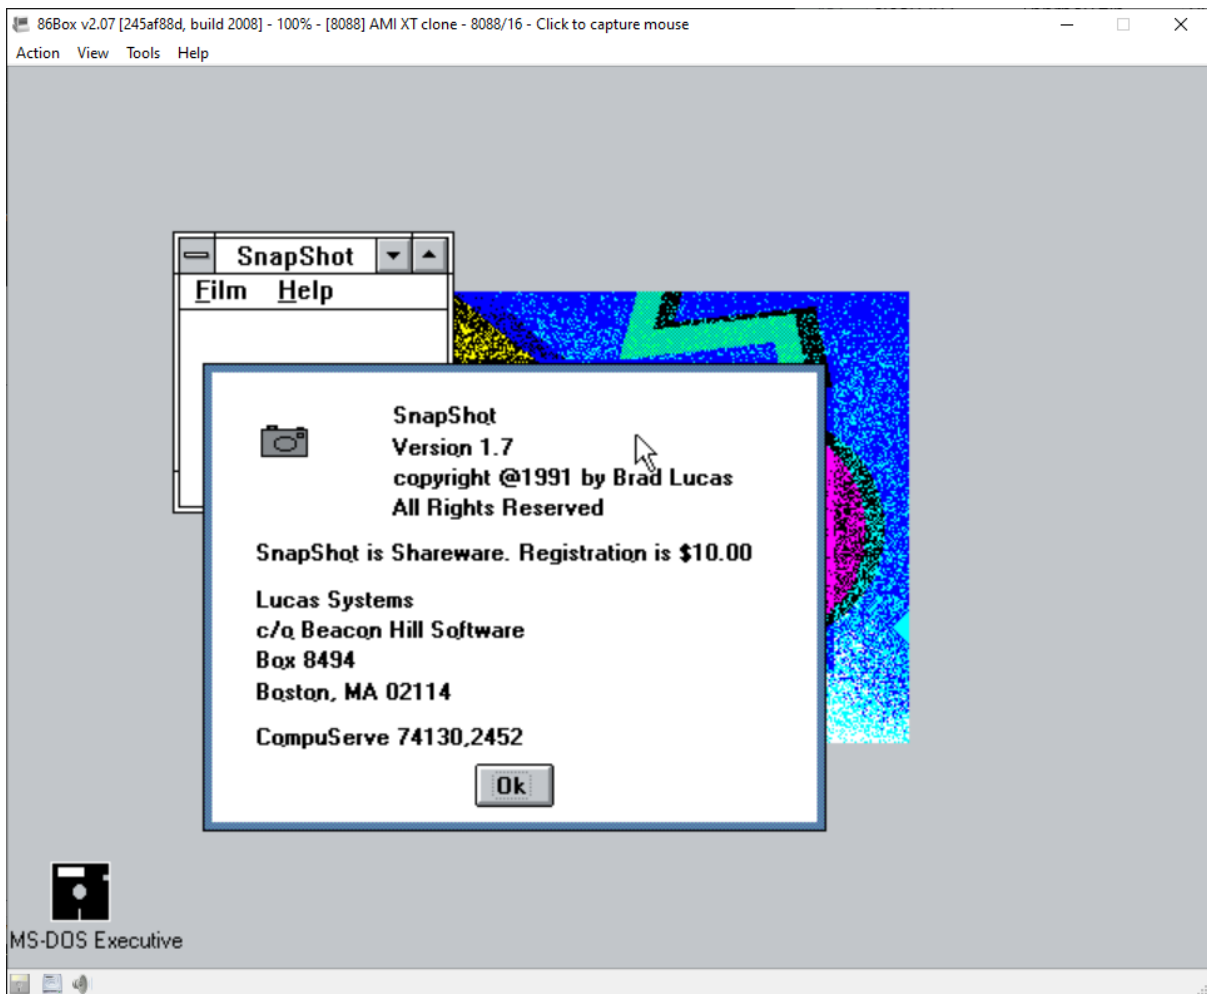 86Box v2.07 [245af88d, build 2008] - 100% - [8088] AMI XT clone - 8088/16 - Click to capture mouse
Action View Tools Help
SnapShot
Film Help
SnapShot
Version 1.7
copyright @1991 by Brad Lucas
All Rights Reserved
SnapShot is Shareware. Registration is $10.00
Lucas Systems
c/o Beacon Hill Software
Box 8494
Boston, MA 02114
CompuServe 74130,2452
Ok
MS-DOS Executive